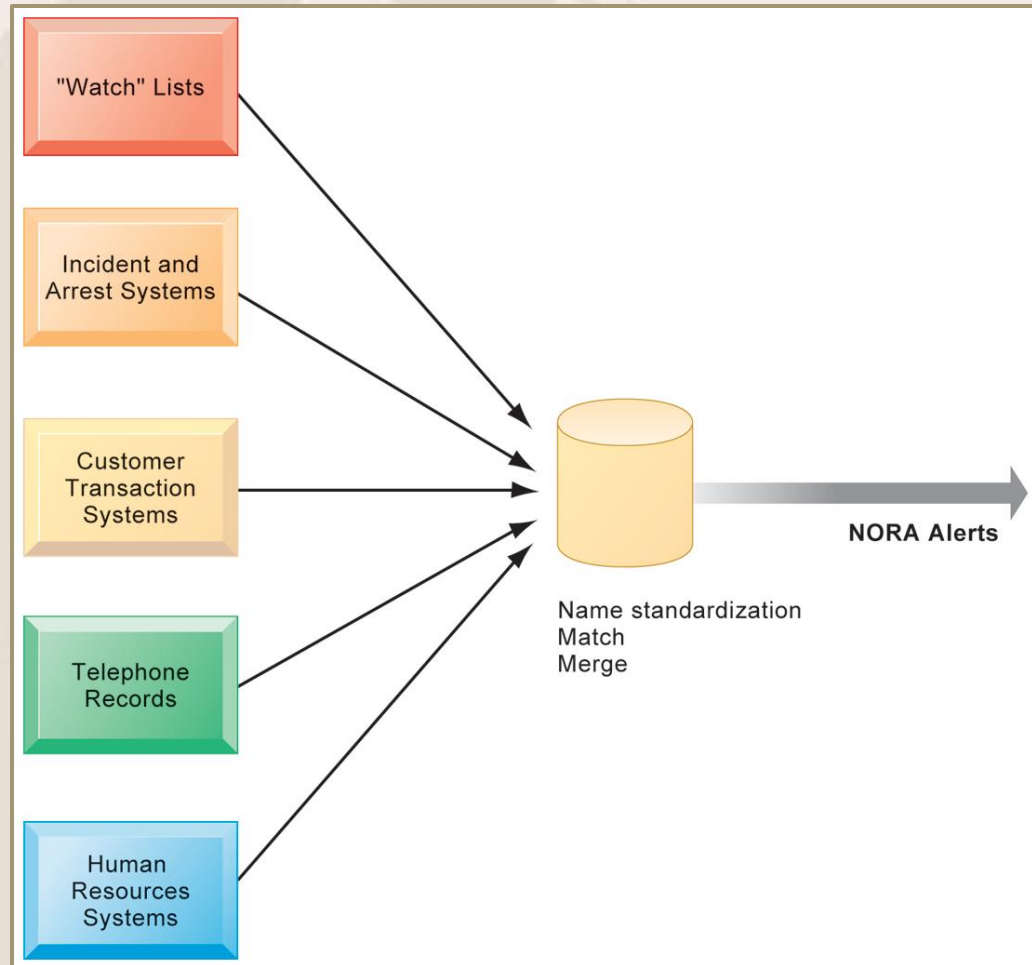 "Watch" Lists
Incident and
Arrest Systems
Customer
Transaction
Systems
Telephone
Records
Human
Resources
Systems
Name standardization
Match
Merge
NORA Alerts